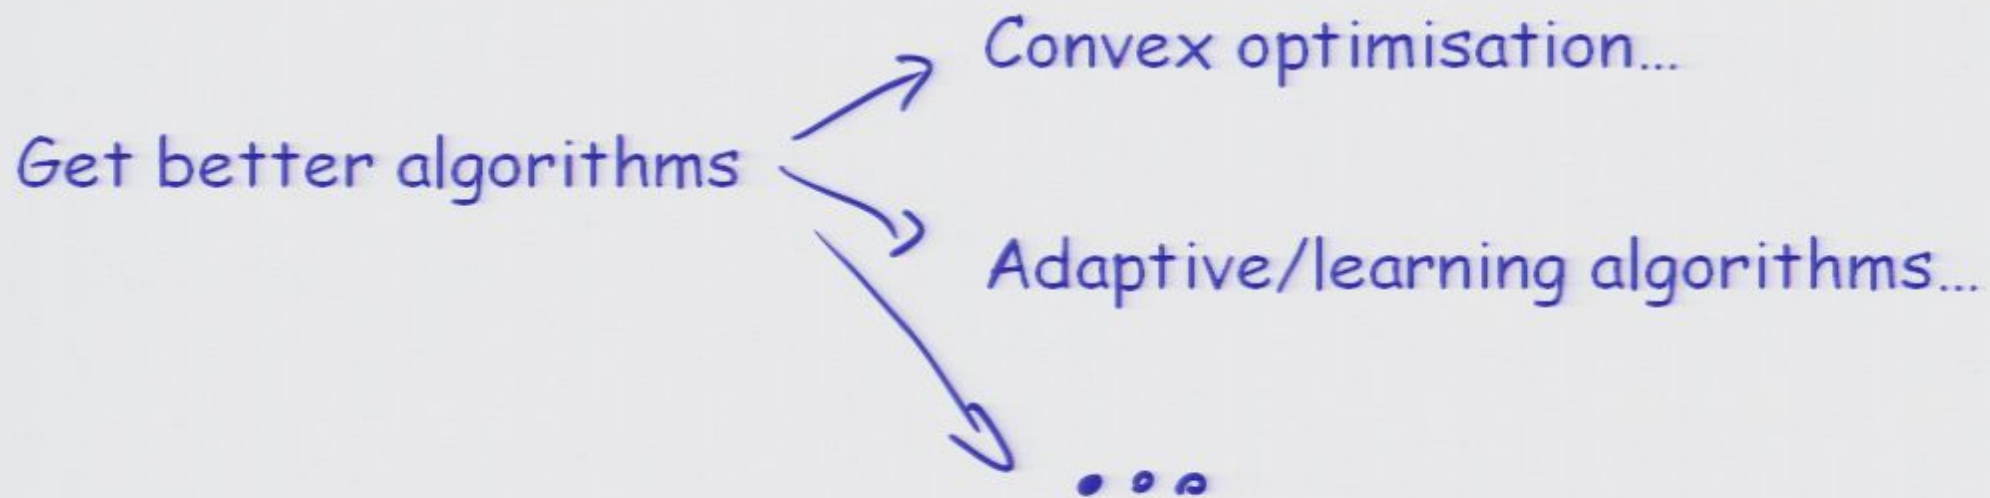 Convex optimisation...
Get better algorithms
Adaptive/learning algorithms...
...